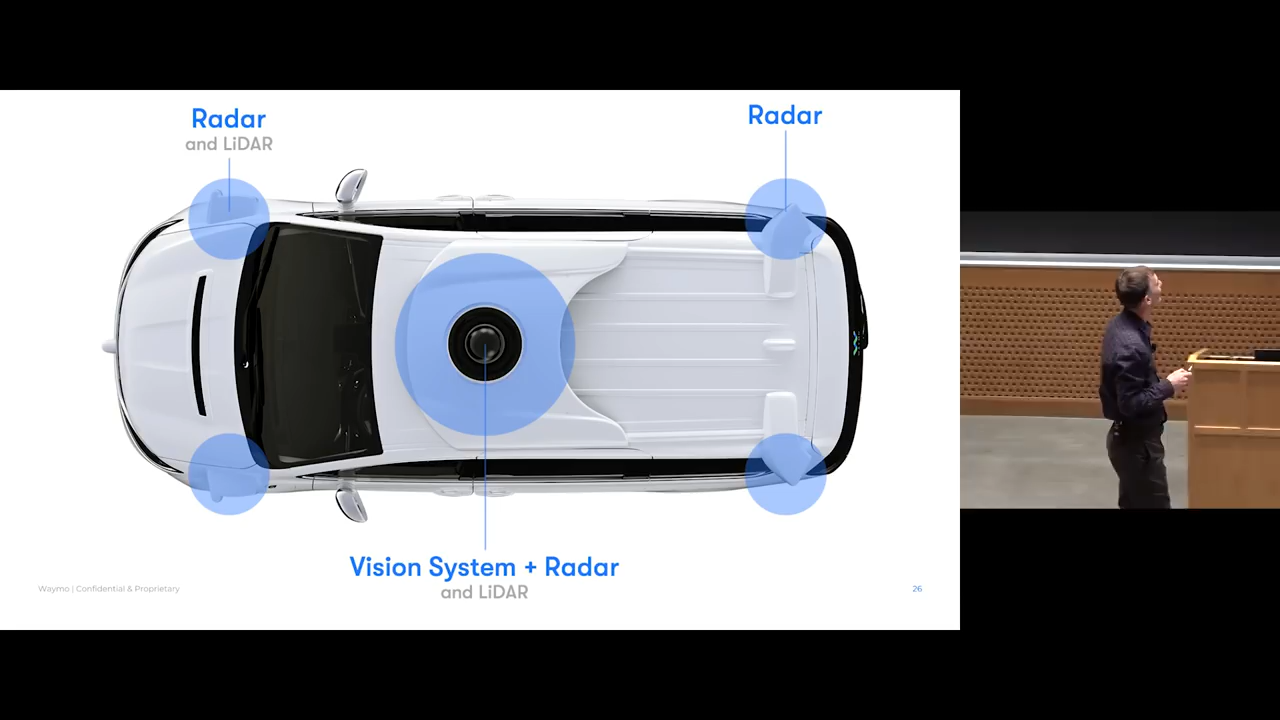 Radar
and LiDAR
Radar
Vision System + Radar
and LiDAR
Waymo | Confidential & Proprietary
26